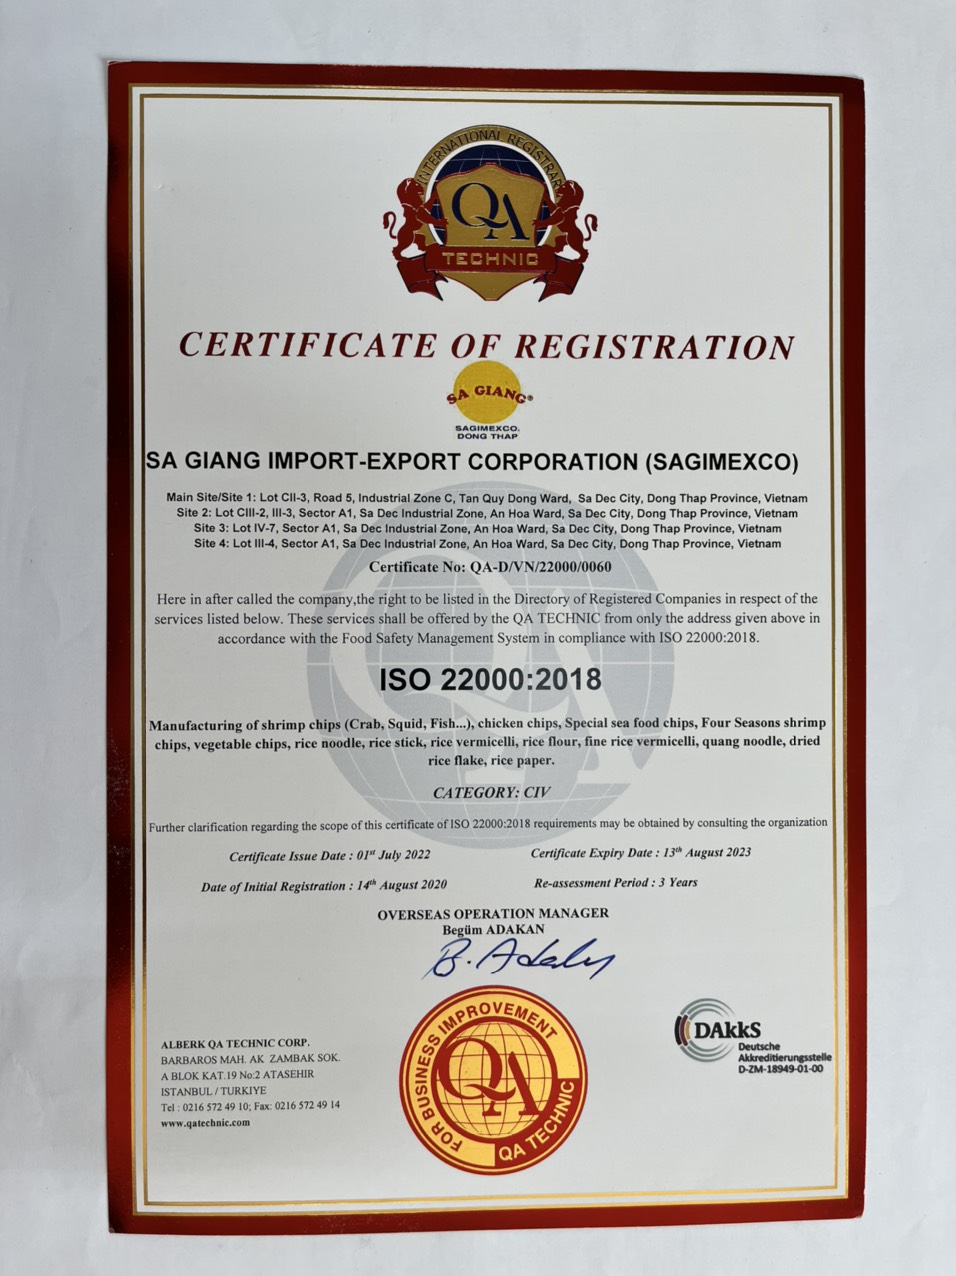 INTERNATIONAL REGISTRAR
QA
TECHNIC
CERTIFICATE OF REGISTRATION
SA GIANG®
SAGIMEXCO.
DONG THAP
SA GIANG IMPORT-EXPORT CORPORATION (SAGIMEXCO)
Main Site/Site 1: Lot CII-3, Road 5, Industrial Zone C, Tan Quy Dong Ward, Sa Dec City, Dong Thap Province, Vietnam
Site 2: Lot CIII-2, III-3, Sector A1, Sa Dec Industrial Zone, An Hoa Ward, Sa Dec City, Dong Thap Province, Vietnam
Site 3: Lot IV-7, Sector A1, Sa Dec Industrial Zone, An Hoa Ward, Sa Dec City, Dong Thap Province, Vietnam
Site 4: Lot III-4, Sector A1, Sa Dec Industrial Zone, An Hoa Ward, Sa Dec City, Dong Thap Province, Vietnam
Certificate No: QA-D/VN/22000/0060
Here in after called the company,the right to be listed in the Directory of Registered Companies in respect of the
services listed below. These services shall be offered by the QA TECHNIC from only the address given above in
accordance with the Food Safety Management System in compliance with ISO 22000:2018.
ISO 22000:2018
Manufacturing of shrimp chips (Crab, Squid, Fish...), chicken chips, Special sea food chips, Four Seasons shrimp
chips, vegetable chips, rice noodle, rice stick, rice vermicelli, rice flour, fine rice vermicelli, quang noodle, dried
rice flake, rice paper.
CATEGORY: CIV
Further clarification regarding the scope of this certificate of ISO 22000:2018 requirements may be obtained by consulting the organization
Certificate Issue Date : 01st July 2022
Certificate Expiry Date : 13th August 2023
Date of Initial Registration : 14th August 2020
Re-assessment Period : 3 Years
OVERSEAS OPERATION MANAGER
Begüm ADAKAN
FOR BUSINESS IMPROVEMENT
QA
QA TECHNIC
ALBERK QA TECHNIC CORP.
BARBAROS MAH. AK ZAMBAK SOK.
A BLOK KAT.19 No:2 ATASEHIR
ISTANBUL / TURKIYE
Tel : 0216 572 49 10; Fax: 0216 572 49 14
www.qatechnic.com
DAkkS
Deutsche
Akkreditierungsstelle
D-ZM-18949-01-00